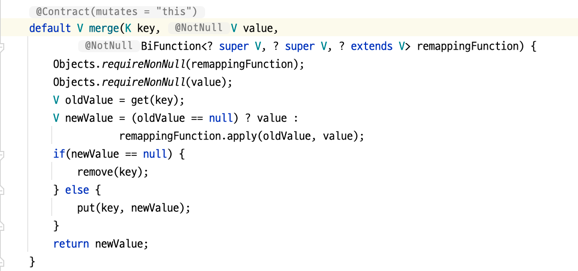 @Contract(mutates = "this")
default V merge(K key, @NotNull V value,
@NotNull BiFunction<? super V, ? super V, ? extends V> remappingFunction) {
Objects.requireNonNull(remappingFunction);
Objects.requireNonNull(value);
V oldValue = get(key);
V newValue = (oldValue == null) ? value :
remappingFunction.apply(oldValue, value);
if(newValue == null) {
remove(key);
} else {
put(key, newValue);
}
return newValue;
}